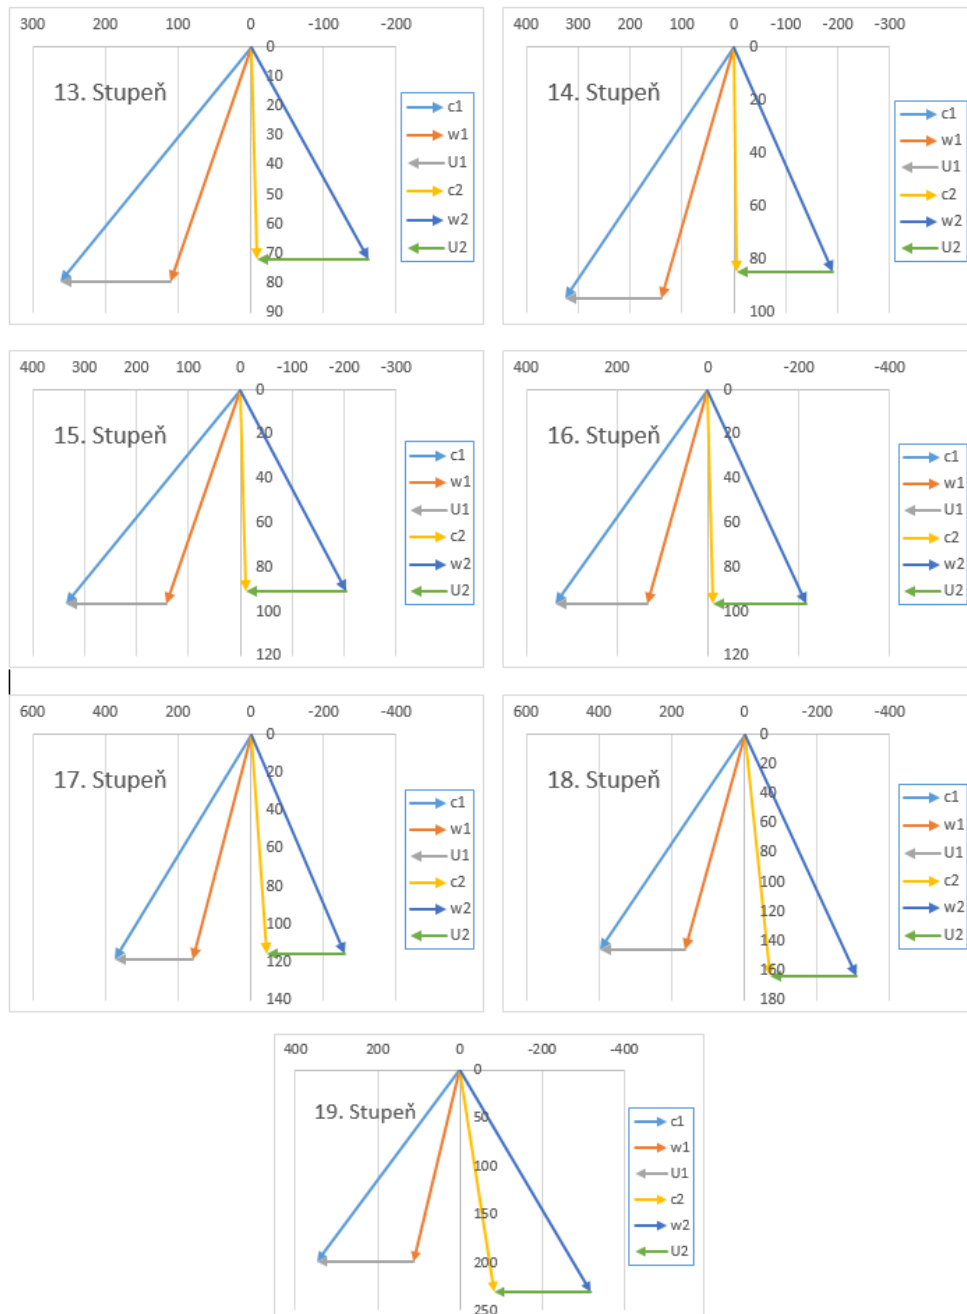 300 200 100 0 -100 -200
0
10
20
30
40
50
60
70
80
90
13. Stupeň
c1
w1
U1
c2
w2
U2
400 300 200 100 0 -100 -200 -300
0
20
40
60
80
100
14. Stupeň
c1
w1
U1
c2
w2
U2
400 300 200 100 0 -100 -200 -300
0
20
40
60
80
100
120
15. Stupeň
c1
w1
U1
c2
w2
U2
400 200 0 -200 -400
0
20
40
60
80
100
120
16. Stupeň
c1
w1
U1
c2
w2
U2
600 400 200 0 -200 -400
0
20
40
60
80
100
120
140
17. Stupeň
c1
w1
U1
c2
w2
U2
600 400 200 0 -200 -400
0
20
40
60
80
100
120
140
160
180
18. Stupeň
c1
w1
U1
c2
w2
U2
400 200 0 -200 -400
0
50
100
150
200
250
19. Stupeň
c1
w1
U1
c2
w2
U2